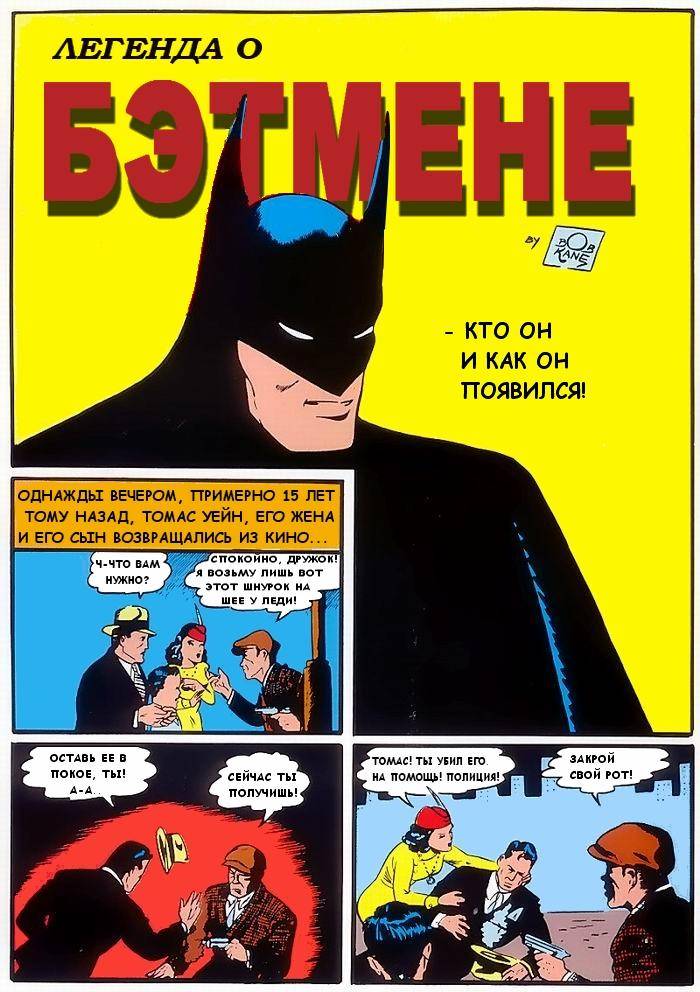 ЛЕГЕНДА О
БЭТМЕНЕ
BY BOB
KANE
- КТО ОН
И КАК ОН
ПОЯВИЛСЯ!
ОДНАЖДЫ ВЕЧЕРОМ, ПРИМЕРНО 15 ЛЕТ
ТОМУ НАЗАД, ТОМАС УЕЙН, ЕГО ЖЕНА
И ЕГО СЫН ВОЗВРАЩАЛИСЬ ИЗ КИНО...
Ч-ЧТО ВАМ
НУЖНО?
СПОКОЙНО, ДРУЖОК!
Я ВОЗЬМУ ЛИШЬ ВОТ
ЭТОТ ШНУРОК НА
ШЕЕ У ЛЕДИ!
ОСТАВЬ ЕЕ В
ПОКОЕ, ТЫ!
А-А..
СЕЙЧАС ТЫ
ПОЛУЧИШЬ!
ТОМАС! ТЫ УБИЛ ЕГО.
НА ПОМОЩЬ! ПОЛИЦИЯ!
ЗАКРОЙ
СВОЙ РОТ!